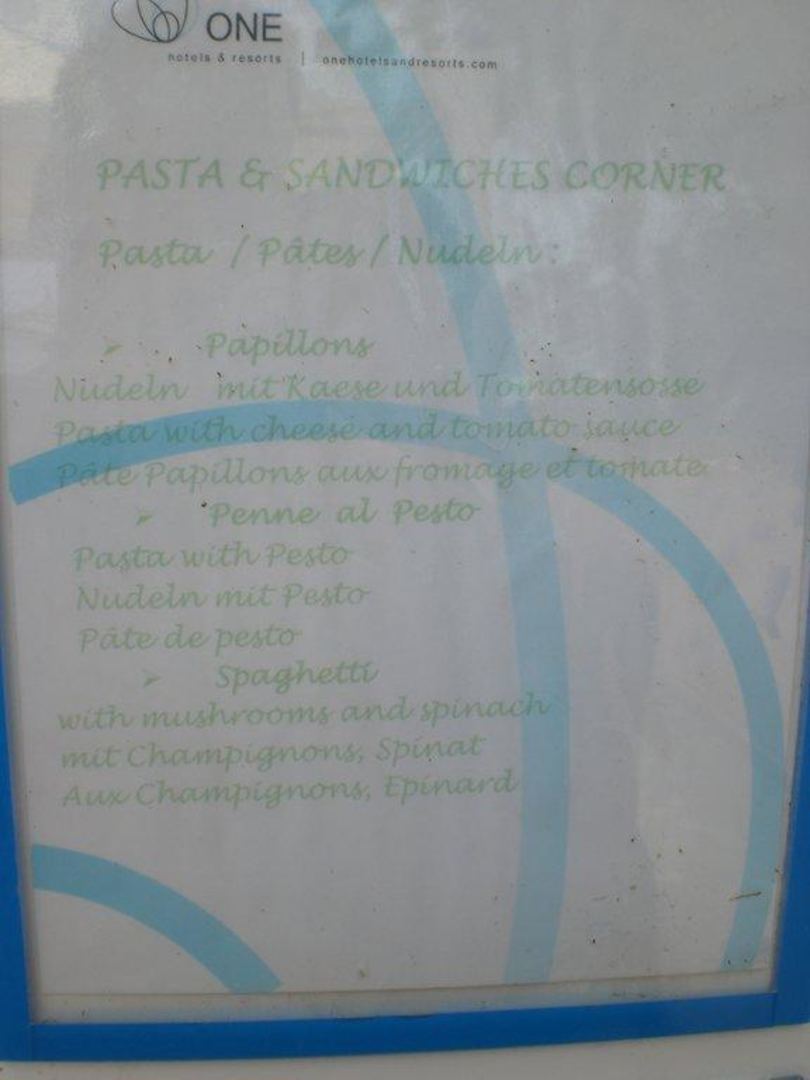 ONE
hotels & resorts | onehotelsandresorts.com
PASTA & SANDWICHES CORNER
Pasta / Pâtes / Nudeln :
➤ Papillons
Nudeln mit Kaese und Tomatensosse
Pasta with cheese and tomato sauce
Pâte Papillons aux fromage et tomate
➤ Penne al Pesto
Pasta with Pesto
Nudeln mit Pesto
Pâte de pesto
➤ Spaghetti
with mushrooms and spinach
mit Champignons, Spinat
Aux Champignons, Epinard